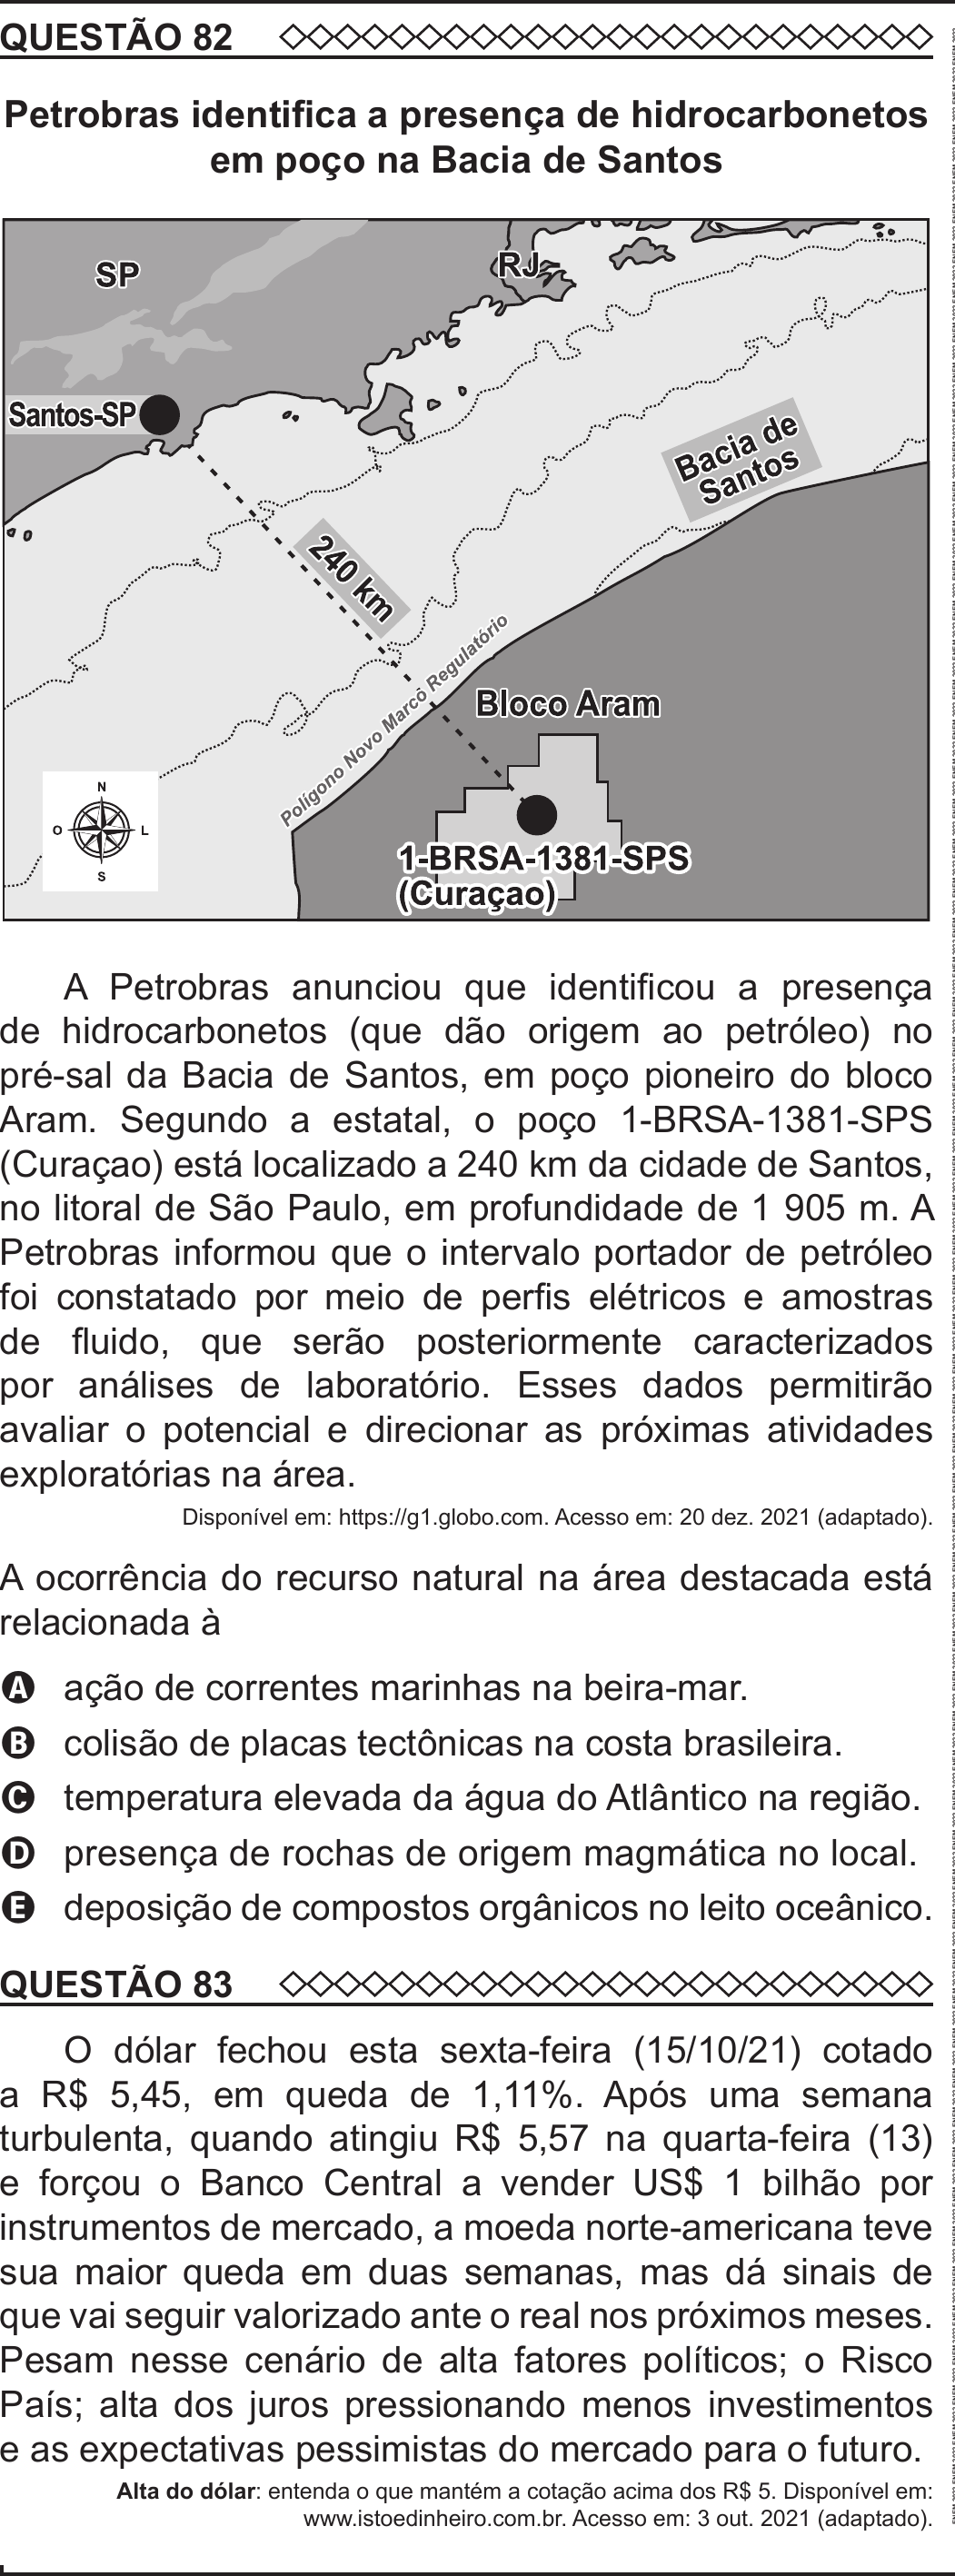 QUESTÃO 82
Petrobras identifica a presença de hidrocarbonetos
em poço na Bacia de Santos
SP
RJ
Santos-SP
Bacia de
Santos
240 km
Polígono Novo Marco Regulatório
Bloco Aram
N
O
L
S
1-BRSA-1381-SPS
(Curaçao)
A Petrobras anunciou que identificou a presença
de hidrocarbonetos (que dão origem ao petróleo) no
pré-sal da Bacia de Santos, em poço pioneiro do bloco
Aram. Segundo a estatal, o poço 1-BRSA-1381-SPS
(Curaçao) está localizado a 240 km da cidade de Santos,
no litoral de São Paulo, em profundidade de 1 905 m. A
Petrobras informou que o intervalo portador de petróleo
foi constatado por meio de perfis elétricos e amostras
de fluido, que serão posteriormente caracterizados
por análises de laboratório. Esses dados permitirão
avaliar o potencial e direcionar as próximas atividades
exploratórias na área.
Disponível em: https://g1.globo.com. Acesso em: 20 dez. 2021 (adaptado).
A ocorrência do recurso natural na área destacada está
relacionada à
A ação de correntes marinhas na beira-mar.
B colisão de placas tectônicas na costa brasileira.
C temperatura elevada da água do Atlântico na região.
D presença de rochas de origem magmática no local.
E deposição de compostos orgânicos no leito oceânico.
QUESTÃO 83
O dólar fechou esta sexta-feira (15/10/21) cotado
a R$ 5,45, em queda de 1,11%. Após uma semana
turbulenta, quando atingiu R$ 5,57 na quarta-feira (13)
e forçou o Banco Central a vender US$ 1 bilhão por
instrumentos de mercado, a moeda norte-americana teve
sua maior queda em duas semanas, mas dá sinais de
que vai seguir valorizado ante o real nos próximos meses.
Pesam nesse cenário de alta fatores políticos; o Risco
País; alta dos juros pressionando menos investimentos
e as expectativas pessimistas do mercado para o futuro.
Alta do dólar: entenda o que mantém a cotação acima dos R$ 5. Disponível em:
www.istoedinheiro.com.br. Acesso em: 3 out. 2021 (adaptado).